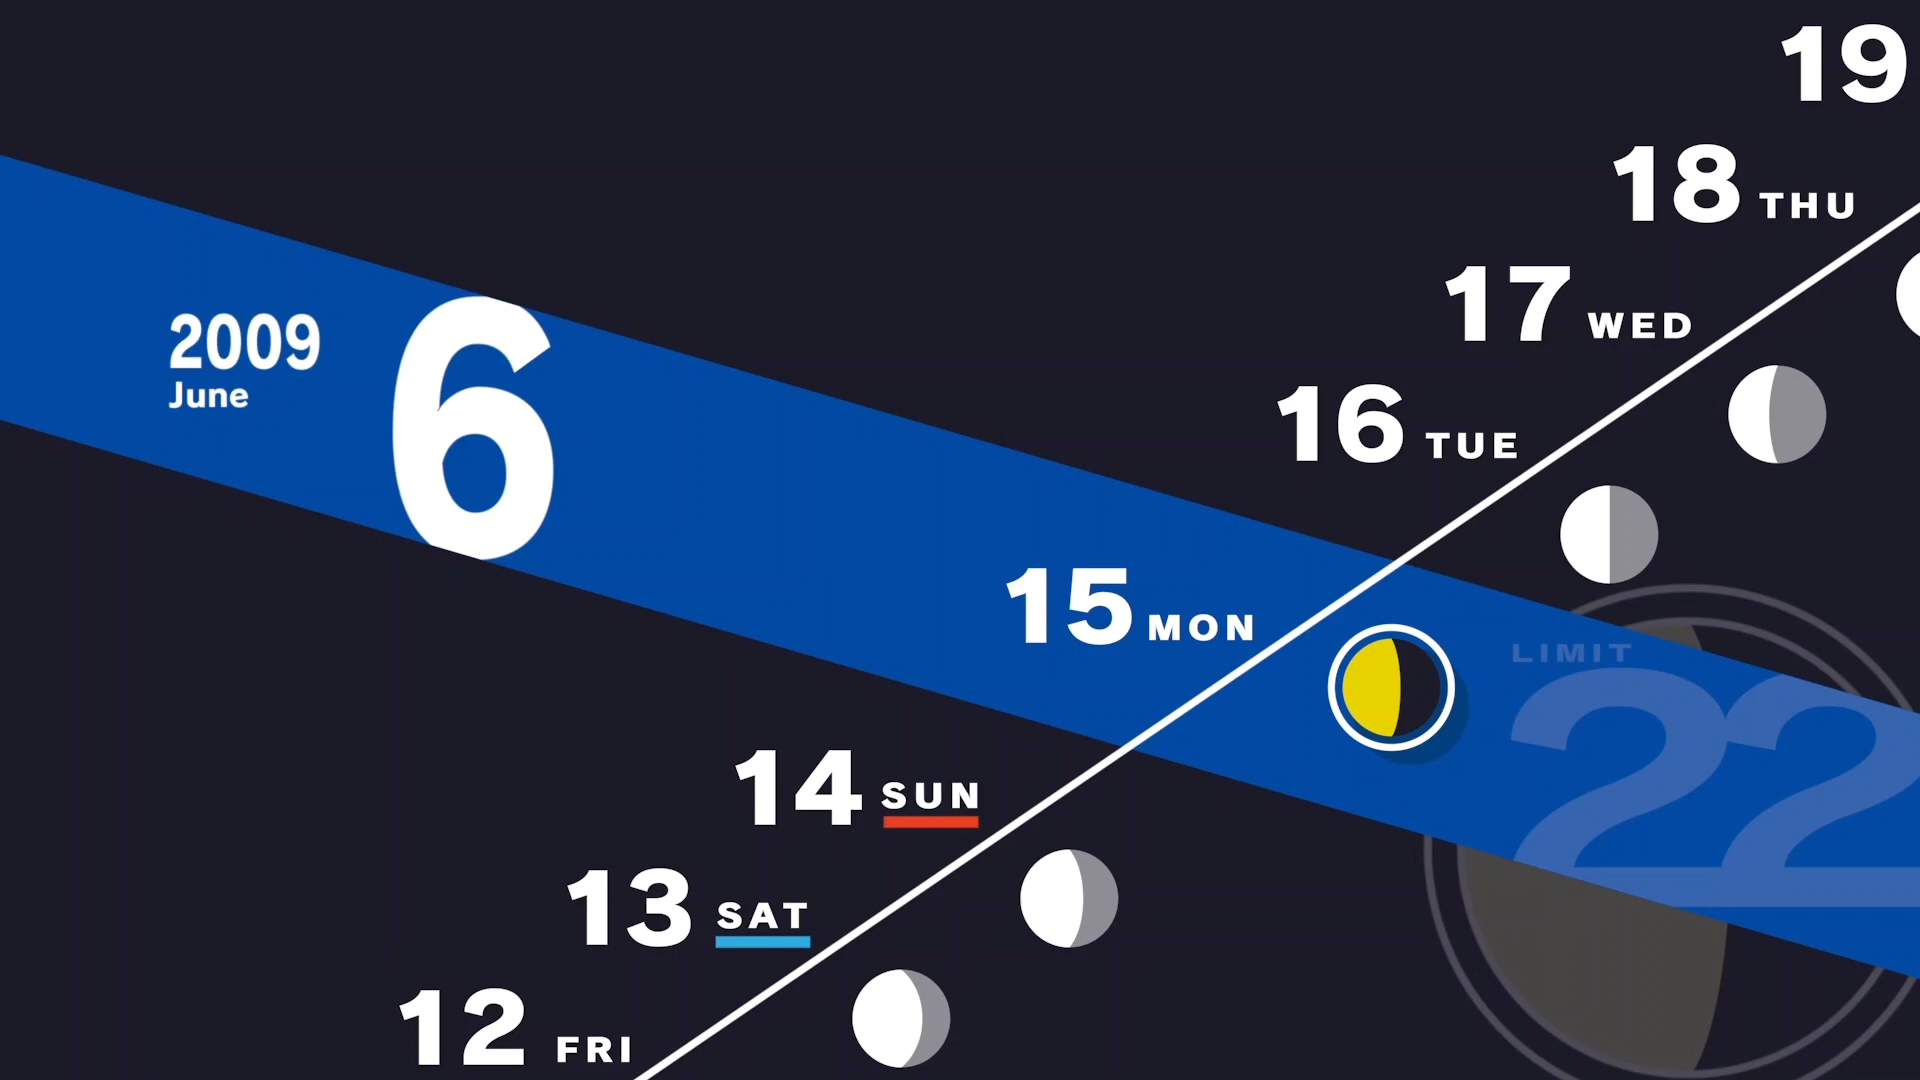 19
18 THU
17 WED
2009
June
6
16 TUE
15 MON
LIMIT
22
14 SUN
13 SAT
12 FRI